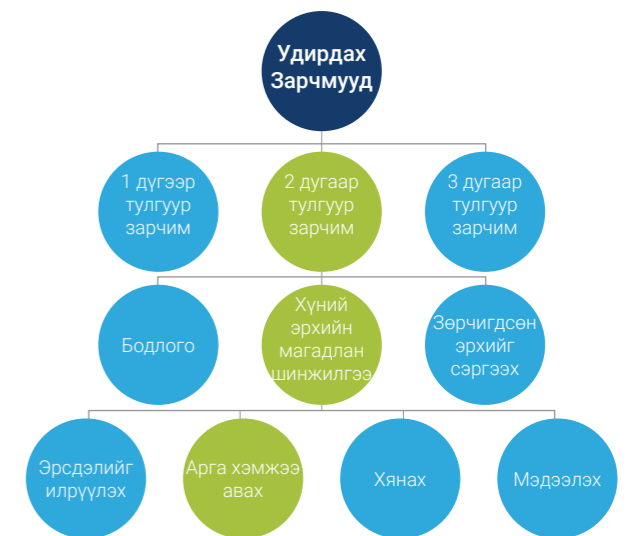 Удирдах
Зарчмууд
1 дүгээр
тулгуур
зарчим
2 дугаар
тулгуур
зарчим
3 дугаар
тулгуур
зарчим
Бодлого
Хүний
эрхийн
магадлан
шинжилгээ
Зөрчигдсөн
эрхийг
сэргээх
Эрсдэлийг
илрүүлэх
Арга хэмжээ
авах
Хянах
Мэдээлэх